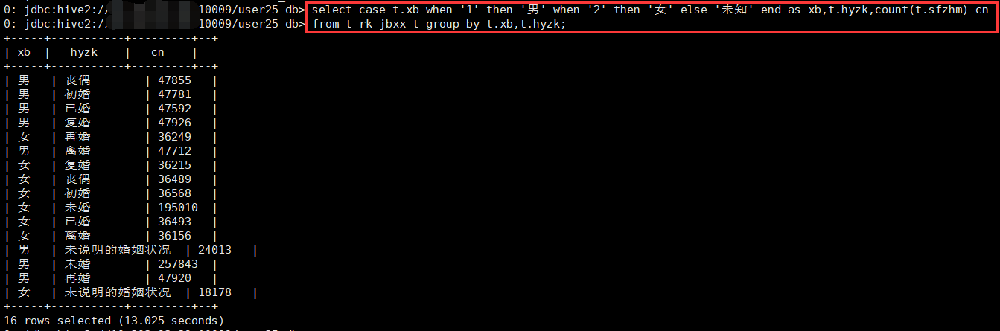 0: jdbc:hive2:// 10009/user25_db> select case t.xb when '1' then '男' when '2' then '女' else '未知' end as xb,t.hyzk,count(t.sfzhm) cn
0: jdbc:hive2:// 10009/user25_db> from t_rk_jbxx t group by t.xb,t.hyzk;
+-----+-----------+---------+--+
| xb | hyzk | cn |
+-----+-----------+---------+--+
| 男 | 丧偶 | 47855 |
| 男 | 初婚 | 47781 |
| 男 | 已婚 | 47592 |
| 男 | 复婚 | 47926 |
| 女 | 再婚 | 36249 |
| 男 | 离婚 | 47712 |
| 女 | 复婚 | 36215 |
| 女 | 丧偶 | 36489 |
| 女 | 初婚 | 36568 |
| 女 | 未婚 | 195010 |
| 女 | 已婚 | 36493 |
| 女 | 离婚 | 36156 |
| 男 | 未说明的婚姻状况 | 24013 |
| 男 | 未婚 | 257843 |
| 男 | 再婚 | 47920 |
| 女 | 未说明的婚姻状况 | 18178 |
+-----+-----------+---------+--+
16 rows selected (13.025 seconds)